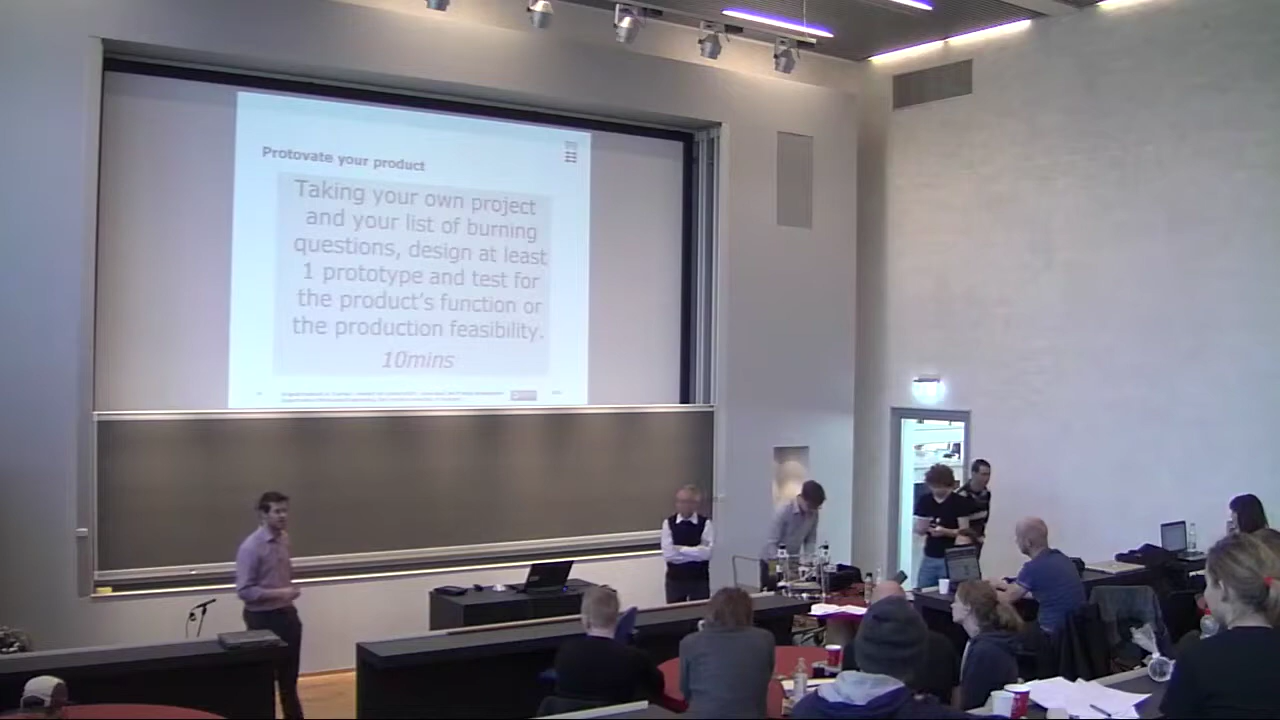 Protovate your product
Taking your own project
and your list of burning
questions, design at least
1 prototype and test for
the product's function or
the production feasibility.
10mins